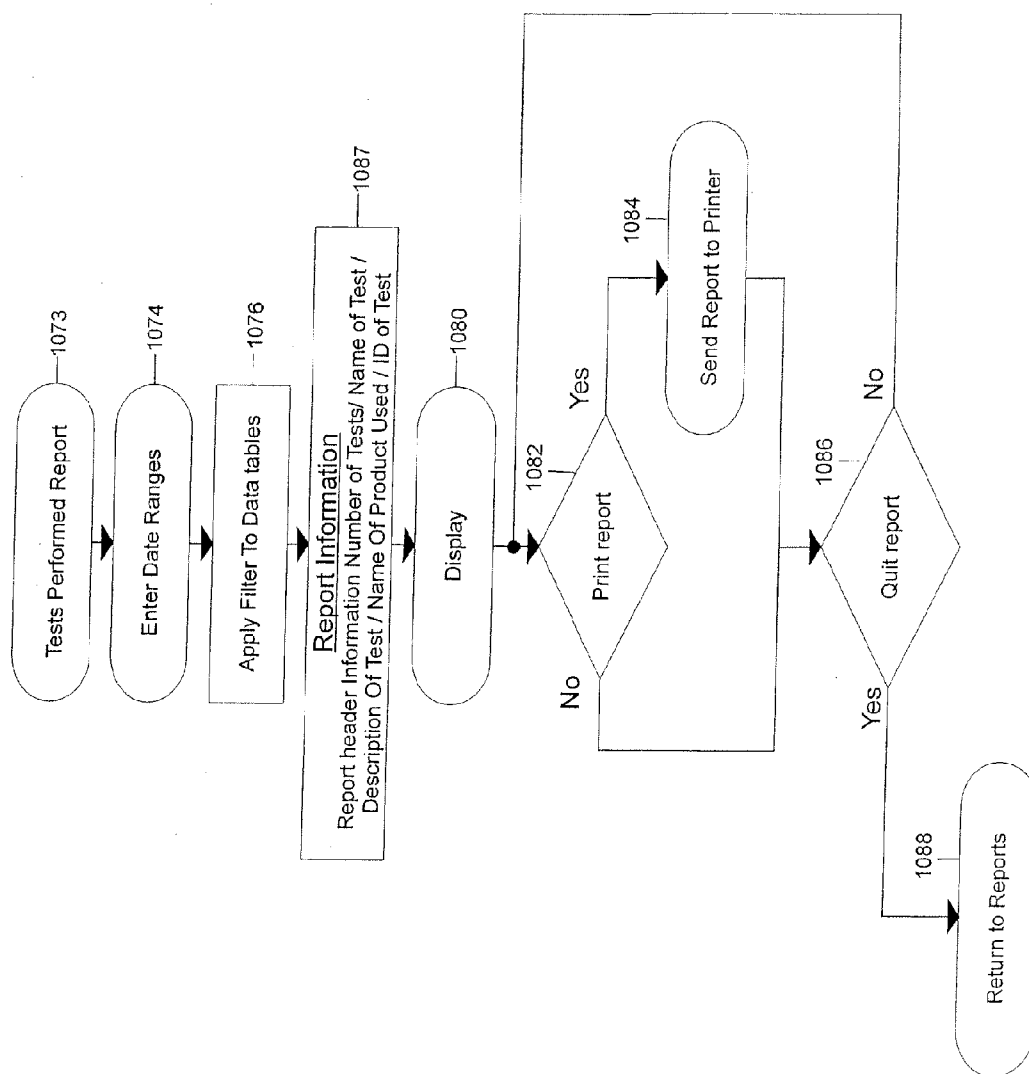 Tests Performed Report
1073
Enter Date Ranges
1074
Apply Filter To Data tables
1076
Report Information
Report header Information Number of Tests/ Name of Test /
Description Of Test / Name Of Product Used / ID of Test
1087
Display
1080
Print report
1082
Yes
No
Send Report to Printer
1084
Quit report
1086
No
Yes
Return to Reports
1088